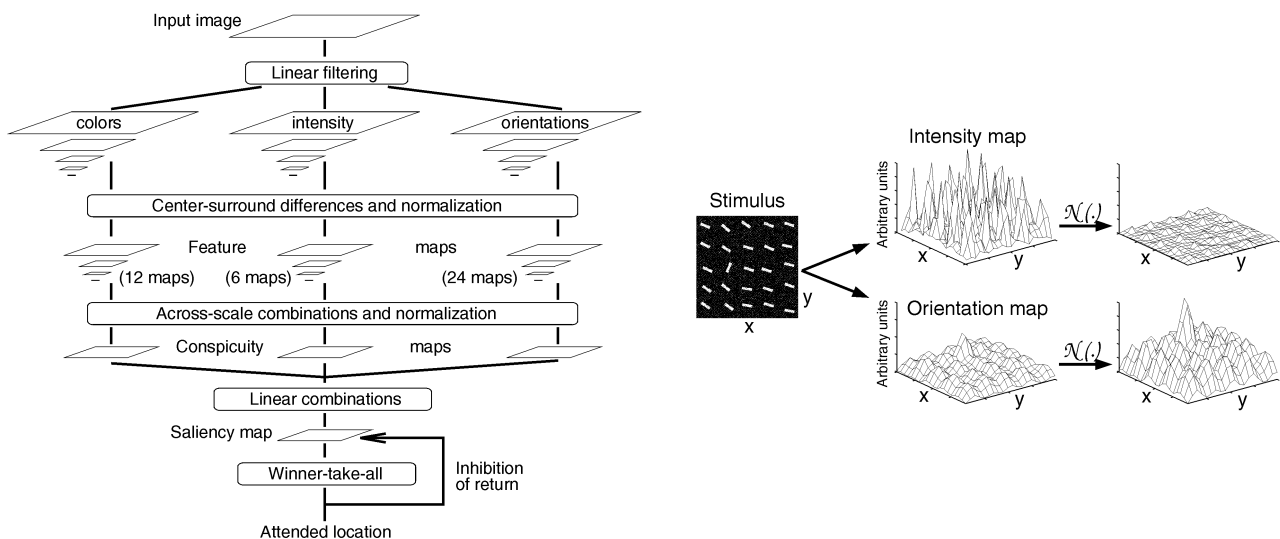 Input image
Linear filtering
colors
intensity
orientations
Center-surround differences and normalization
Feature maps
(12 maps)
(6 maps)
(24 maps)
Across-scale combinations and normalization
Conspicuity maps
Linear combinations
Saliency map
Winner-take-all
Inhibition
of return
Attended location
Stimulus
x
y
Intensity map
Arbitrary units
x
y
𝒩(.)
x
y
Orientation map
Arbitrary units
x
y
𝒩(.)
x
y